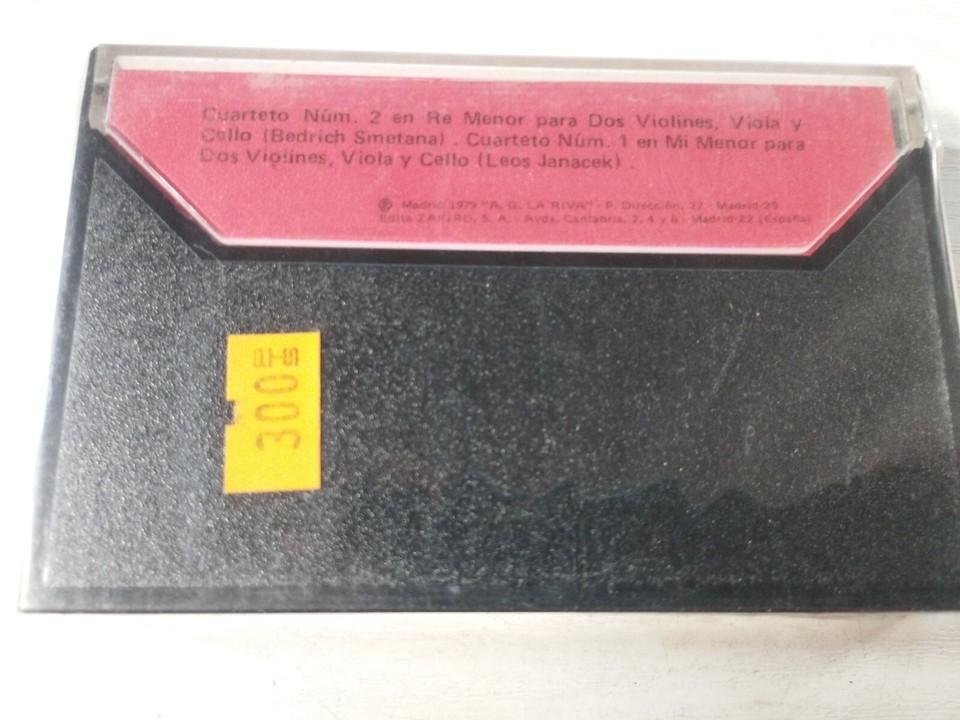 Cuarteto Núm. 2 en Re Menor para Dos Violines, Viola y
Cello (Bedrich Smetana) . Cuarteto Núm. 1 en Mi Menor para
Dos Violines, Viola y Cello (Leos Janacek) .
Ⓟ Madrid 1979 "A. G. LA RIVA" - P. Dirección, 27 - Madrid-25
Edita ZAFIRO, S. A. - Avda. Cantabria, 2, 4 y 6 - Madrid-22 (España)
300 PTS